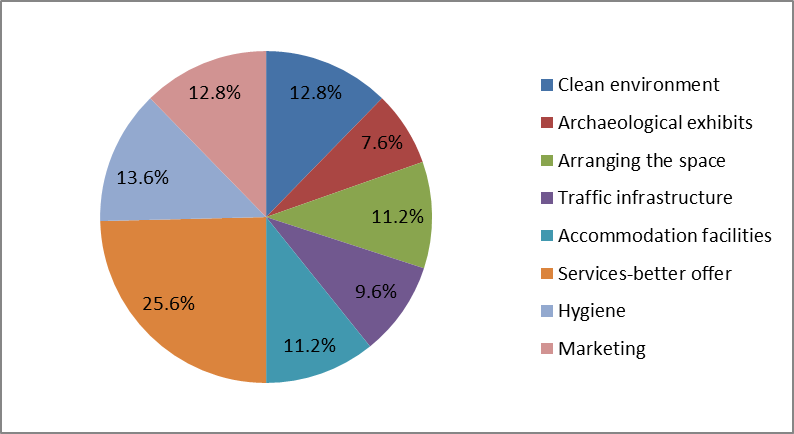 12.8%
12.8%
7.6%
13.6%
11.2%
9.6%
25.6%
11.2%
Clean environment
Archaeological exhibits
Arranging the space
Traffic infrastructure
Accommodation facilities
Services-better offer
Hygiene
Marketing